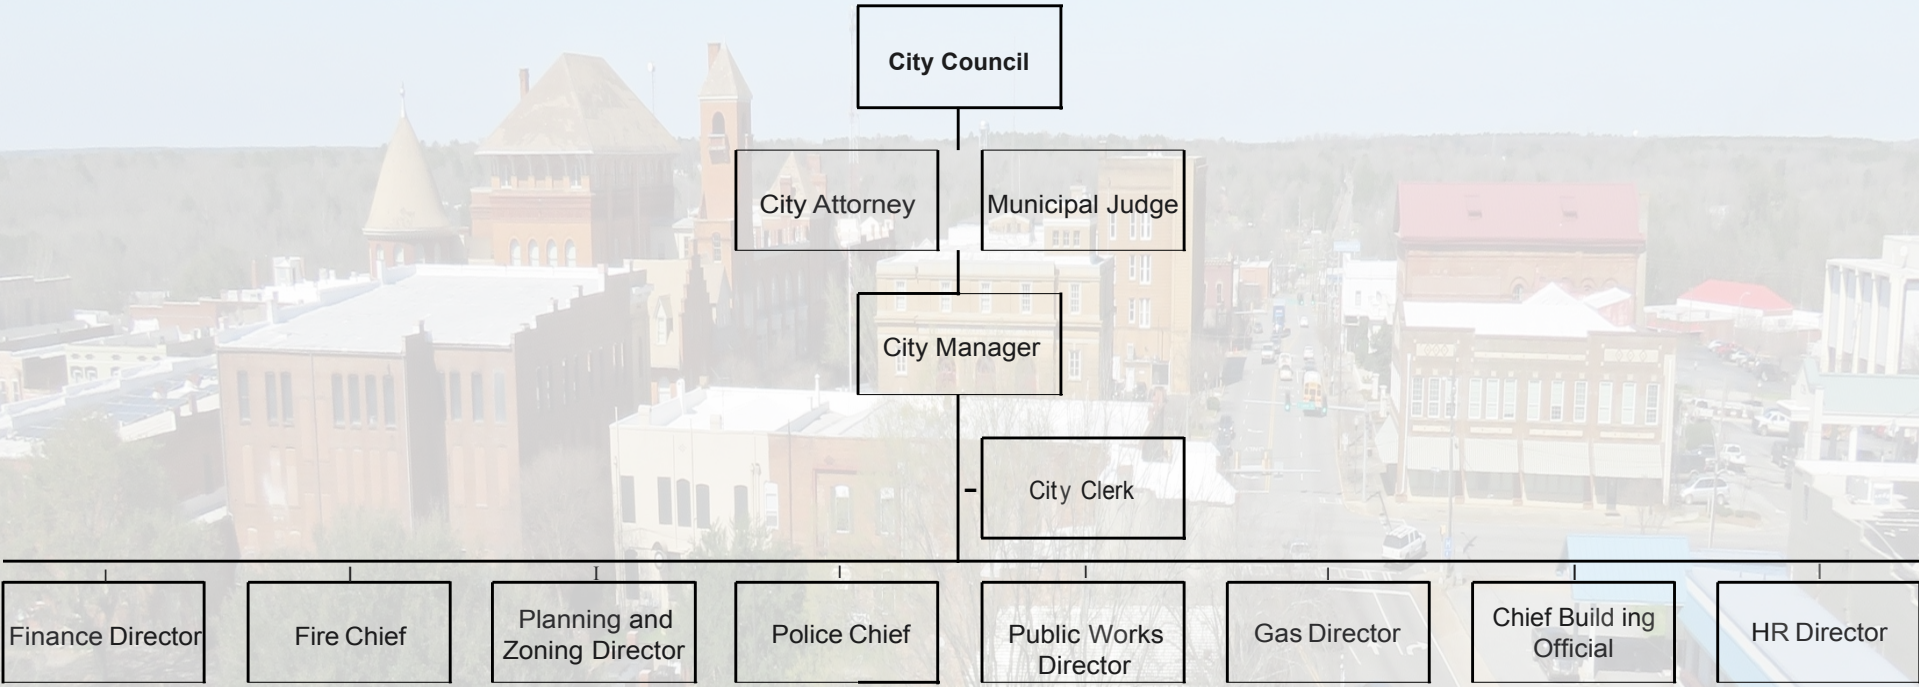 City Council
City Attorney
Municipal Judge
City Manager
City Clerk
Finance Director
Fire Chief
Planning and
Zoning Director
Police Chief
Public Works
Director
Gas Director
Chief Build ing
Official
HR Director